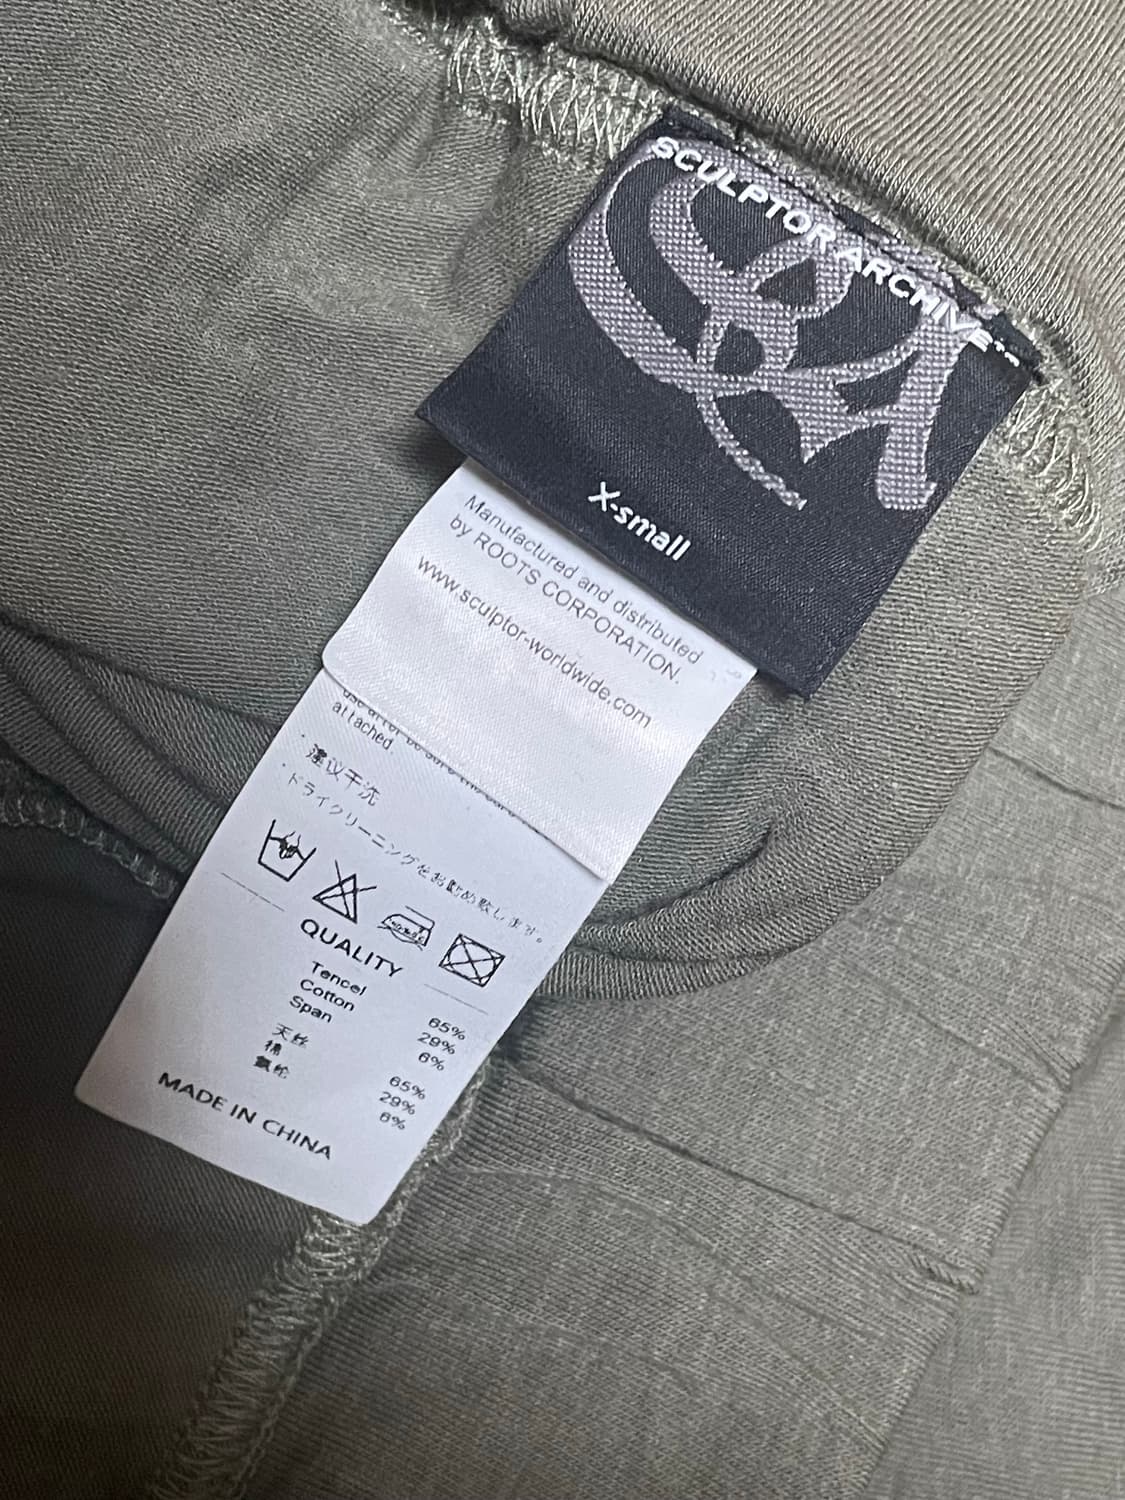 SCULPTOR ARCHIVE™
X-small
Manufactured and distributed
by ROOTS CORPORATION.
www.sculptor-worldwide.com
attached.
· 建议干洗
· ドライクリーニングをお勧め致します。
QUALITY
Tencel 65%
Cotton 29%
Span 6%
天丝 65%
棉 29%
氨纶 6%
MADE IN CHINA